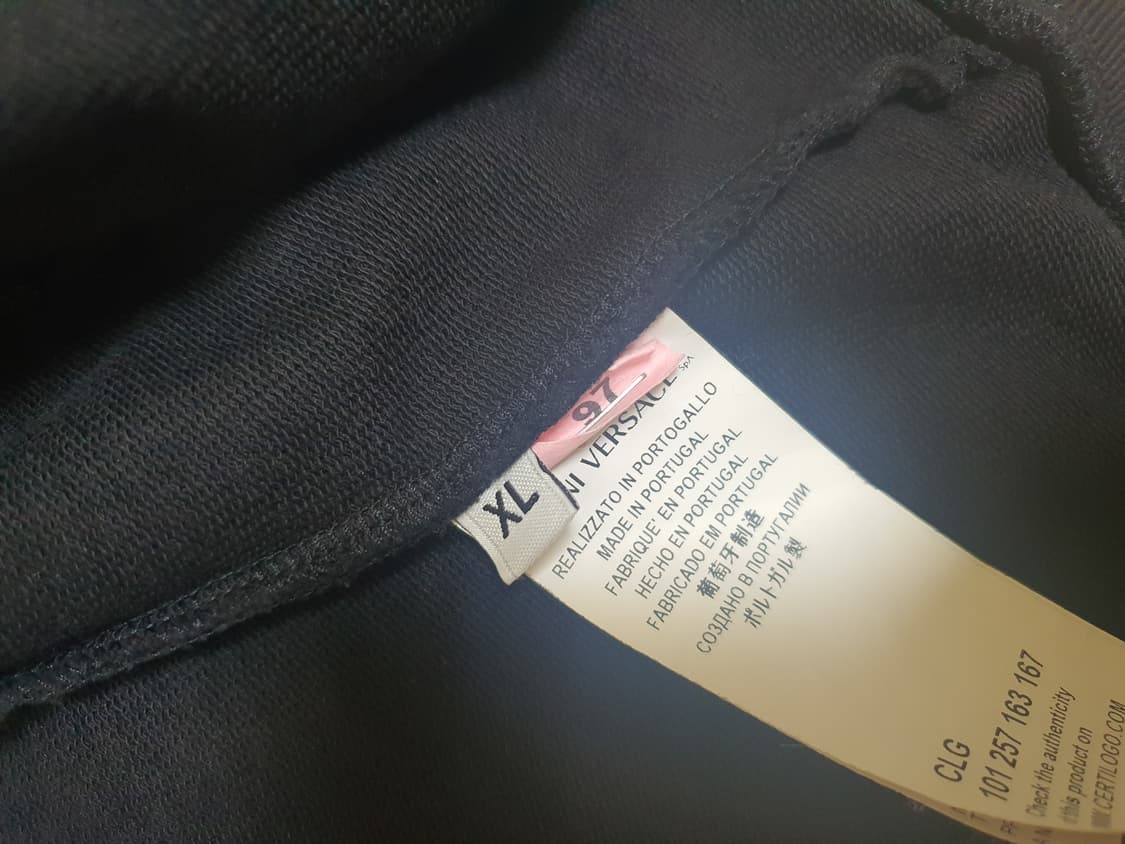 97
XL
NI VERSACE SpA
REALIZZATO IN PORTOGALLO
MADE IN PORTUGAL
FABRIQUE' EN PORTUGAL
HECHO EN PORTUGAL
FABRICADO EM PORTUGAL
葡萄牙制造
СОЗДАНО В ПОРТУГАЛИИ
ポルトガル製
CLG
101 257 163 167
Check the authenticity
f this product on
WWW.CERTILOGO.COM